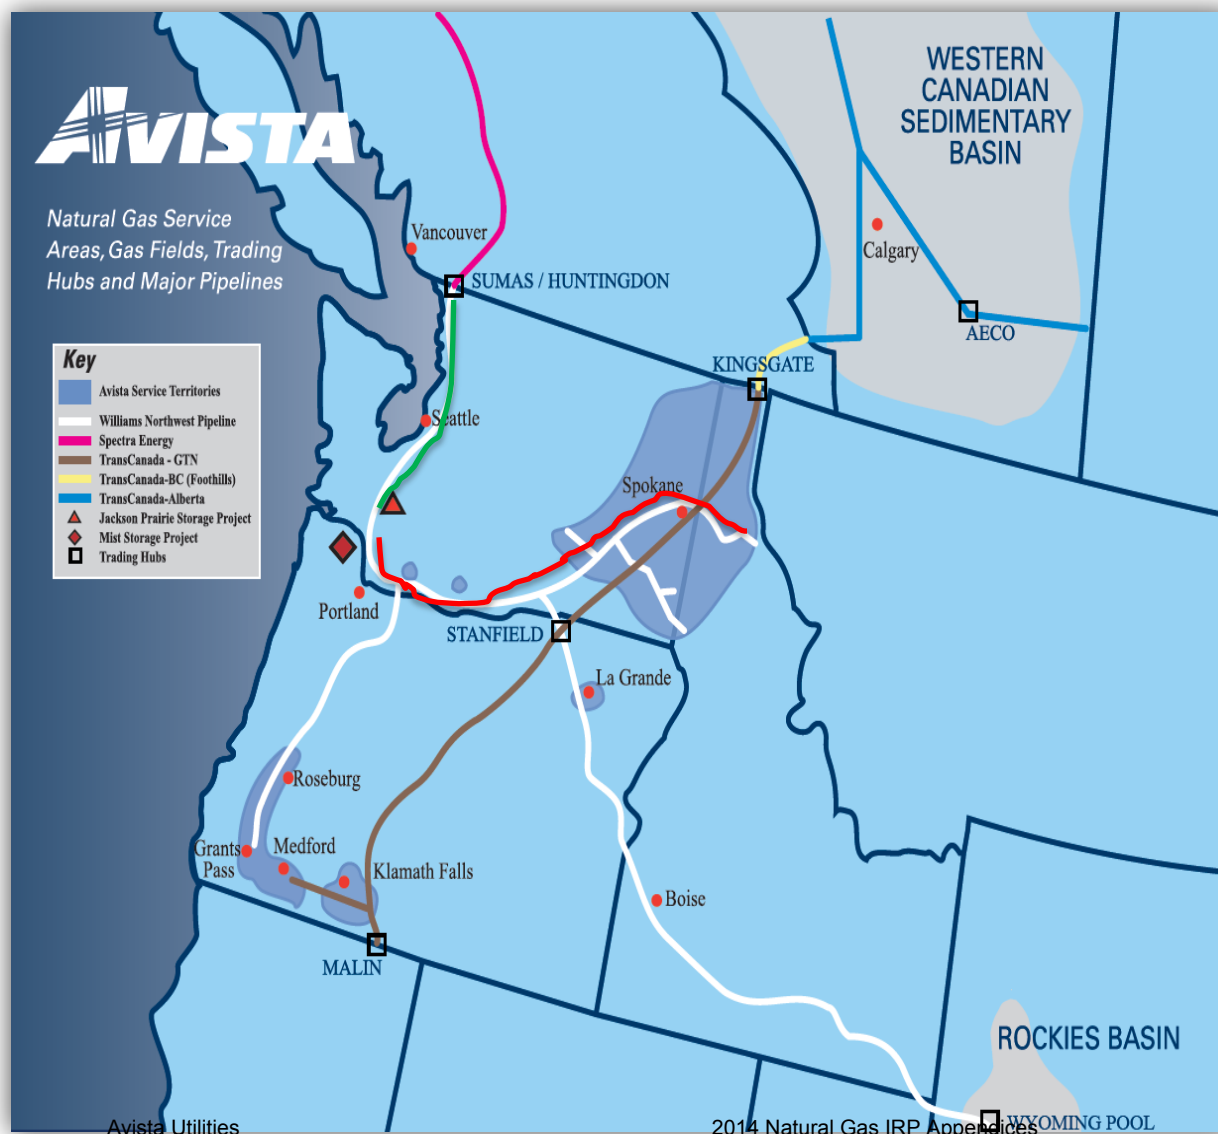 AVISTA
Natural Gas Service
Areas, Gas Fields, Trading
Hubs and Major Pipelines
WESTERN
CANADIAN
SEDIMENTARY
BASIN
Vancouver
Calgary
SUMAS / HUNTINGDON
AECO
KINGSGATE
Key
Avista Service Territories
Williams Northwest Pipeline
Spectra Energy
TransCanada - GTN
TransCanada-BC (Foothills)
TransCanada-Alberta
Jackson Prairie Storage Project
Mist Storage Project
Trading Hubs
Seattle
Spokane
Portland
STANFIELD
La Grande
Roseburg
Grants
Pass
Medford
Klamath Falls
Boise
MALIN
ROCKIES BASIN
WYOMING POOL
Avista Utilities
2014 Natural Gas IRP Appendices